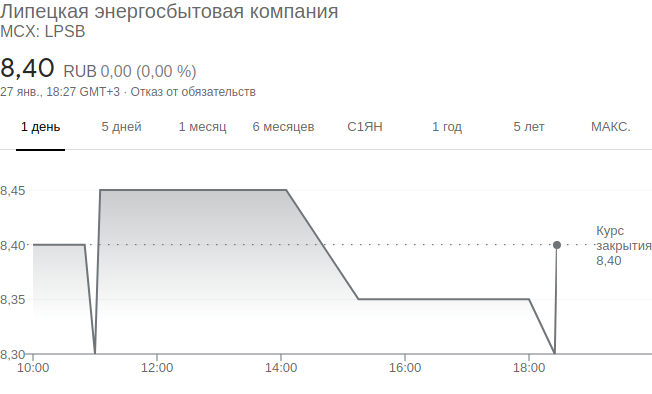 Липецкая энергосбытовая компания
MCX: LPSB
8,40 RUB 0,00 (0,00 %)
27 янв., 18:27 GMT+3 · Отказ от обязательств
1 день 5 дней 1 месяц 6 месяцев С1ЯН 1 год 5 лет МАКС.
8,45
8,40
Курс
закрытия
8,40
8,35
8,30
10:00 12:00 14:00 16:00 18:00